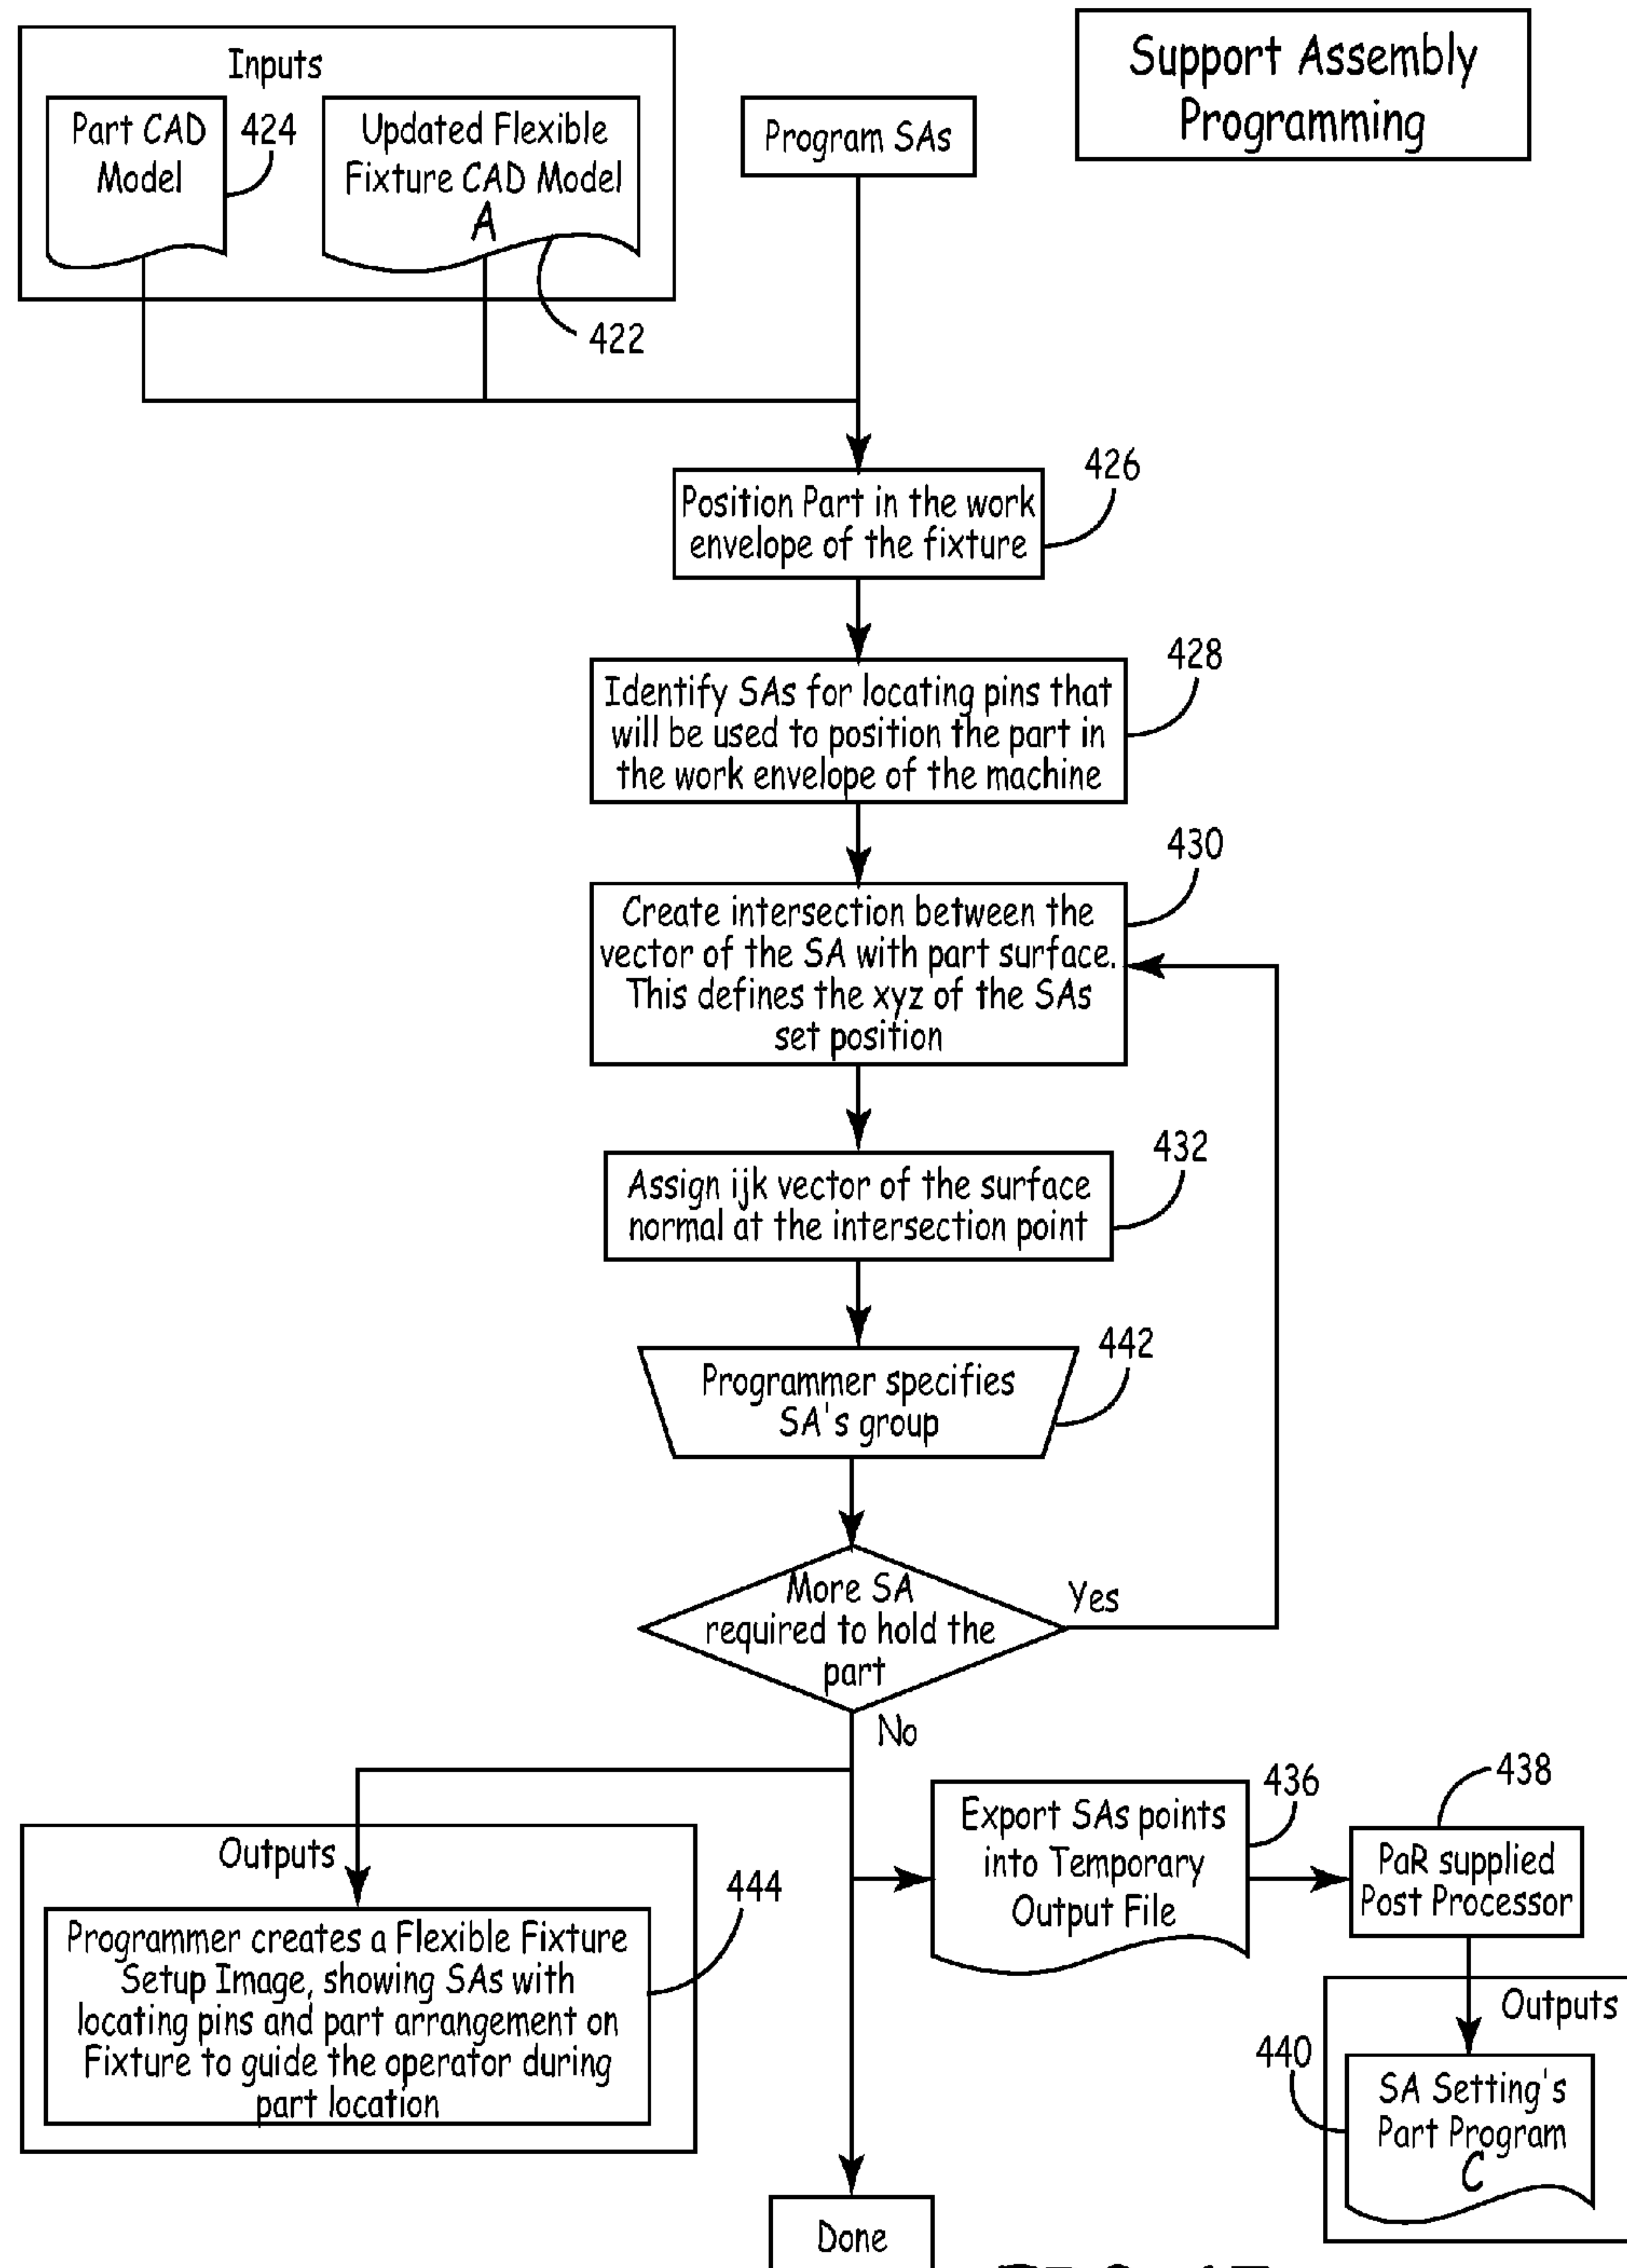 Support Assembly
Programming
Inputs
Part CAD
Model
424
Updated Flexible
Fixture CAD Model
A
422
Program SAs
Position Part in the work
envelope of the fixture
426
Identify SAs for locating pins that
will be used to position the part in
the work envelope of the machine
428
Create intersection between the
vector of the SA with part surface.
This defines the xyz of the SAs
set position
430
Assign ijk vector of the surface
normal at the intersection point
432
Programmer specifies
SA's group
442
More SA
required to hold the
part
Yes
No
Outputs
Programmer creates a Flexible Fixture
Setup Image, showing SAs with
locating pins and part arrangement on
Fixture to guide the operator during
part location
444
Export SAs points
into Temporary
Output File
436
PaR supplied
Post Processor
438
Outputs
SA Setting's
Part Program
C
440
Done